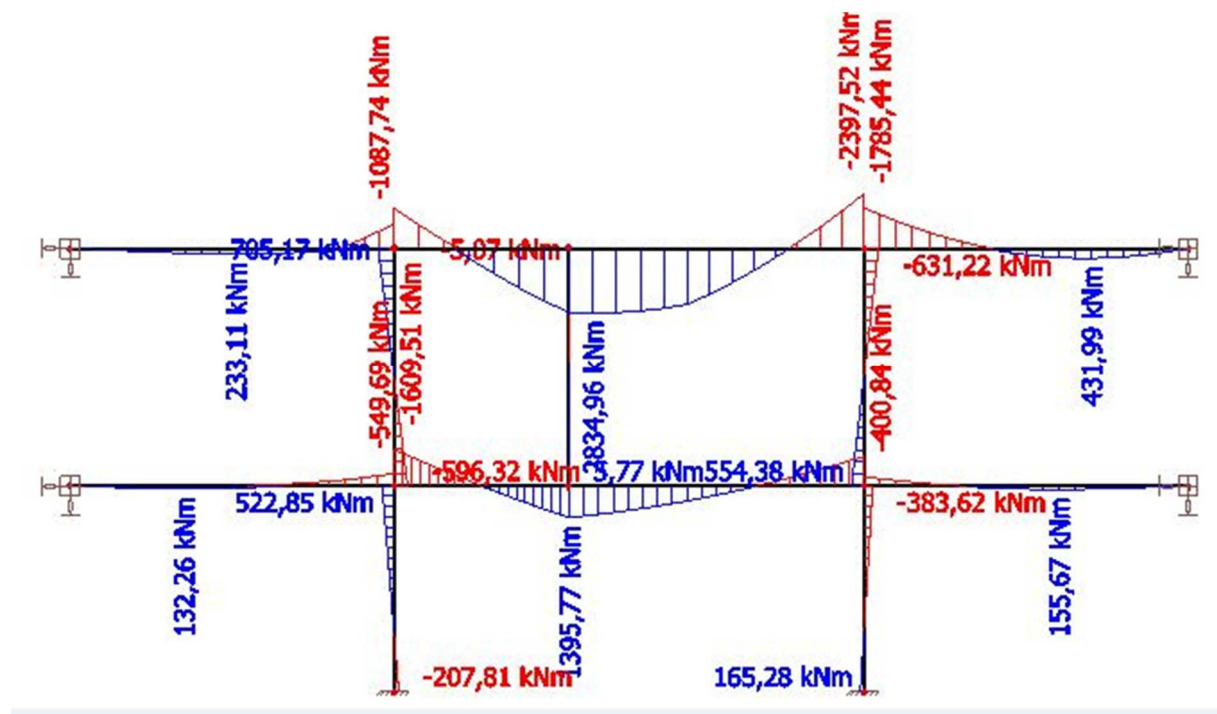 -1087,74 kNm
-2397,52 kNm
-1785,44 kNm
705,17 kNm
-5,07 kNm
-631,22 kNm
233,11 kNm
-549,69 kNm
-1609,51 kNm
2834,96 kNm
-400,84 kNm
431,99 kNm
-596,32 kNm
5,77 kNm
554,38 kNm
522,85 kNm
-383,62 kNm
132,26 kNm
1395,77 kNm
155,67 kNm
-207,81 kNm
165,28 kNm